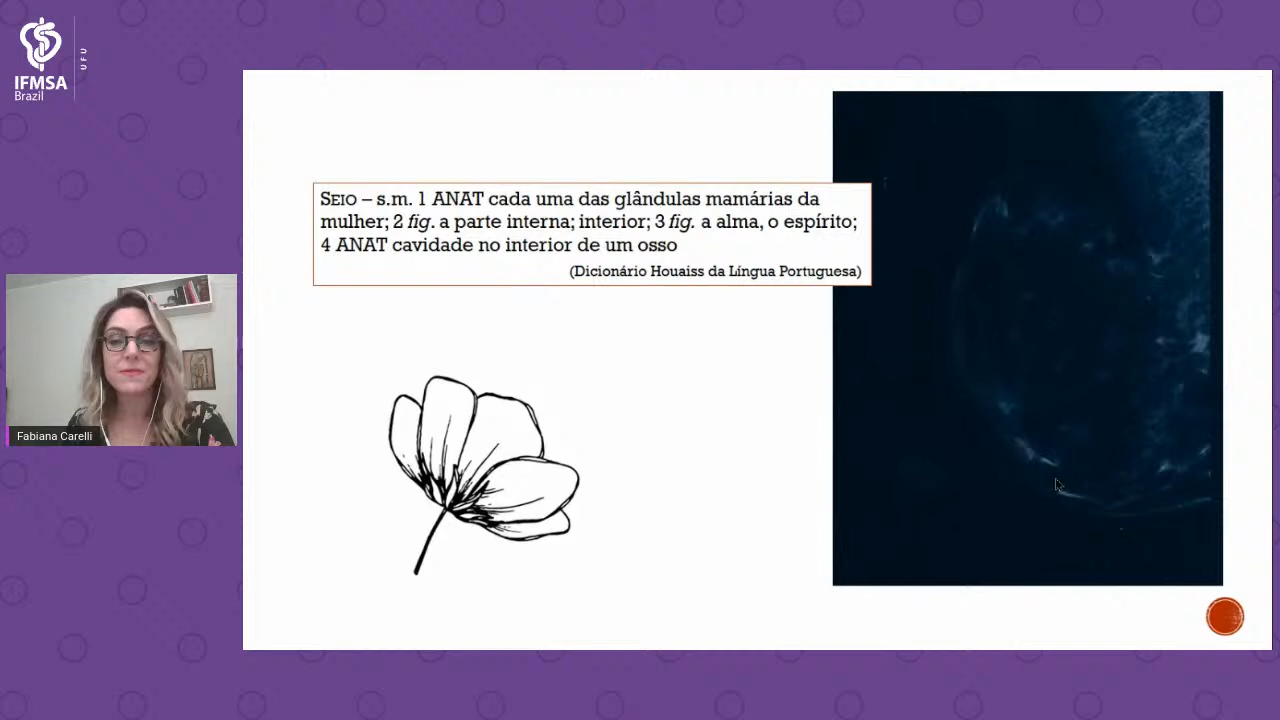 IFMSA
Brazil
UFU
SEIO – s.m. 1 ANAT cada uma das glândulas mamárias da
mulher; 2 fig. a parte interna; interior; 3 fig. a alma, o espírito;
4 ANAT cavidade no interior de um osso
(Dicionário Houaiss da Língua Portuguesa)
Fabiana Carelli